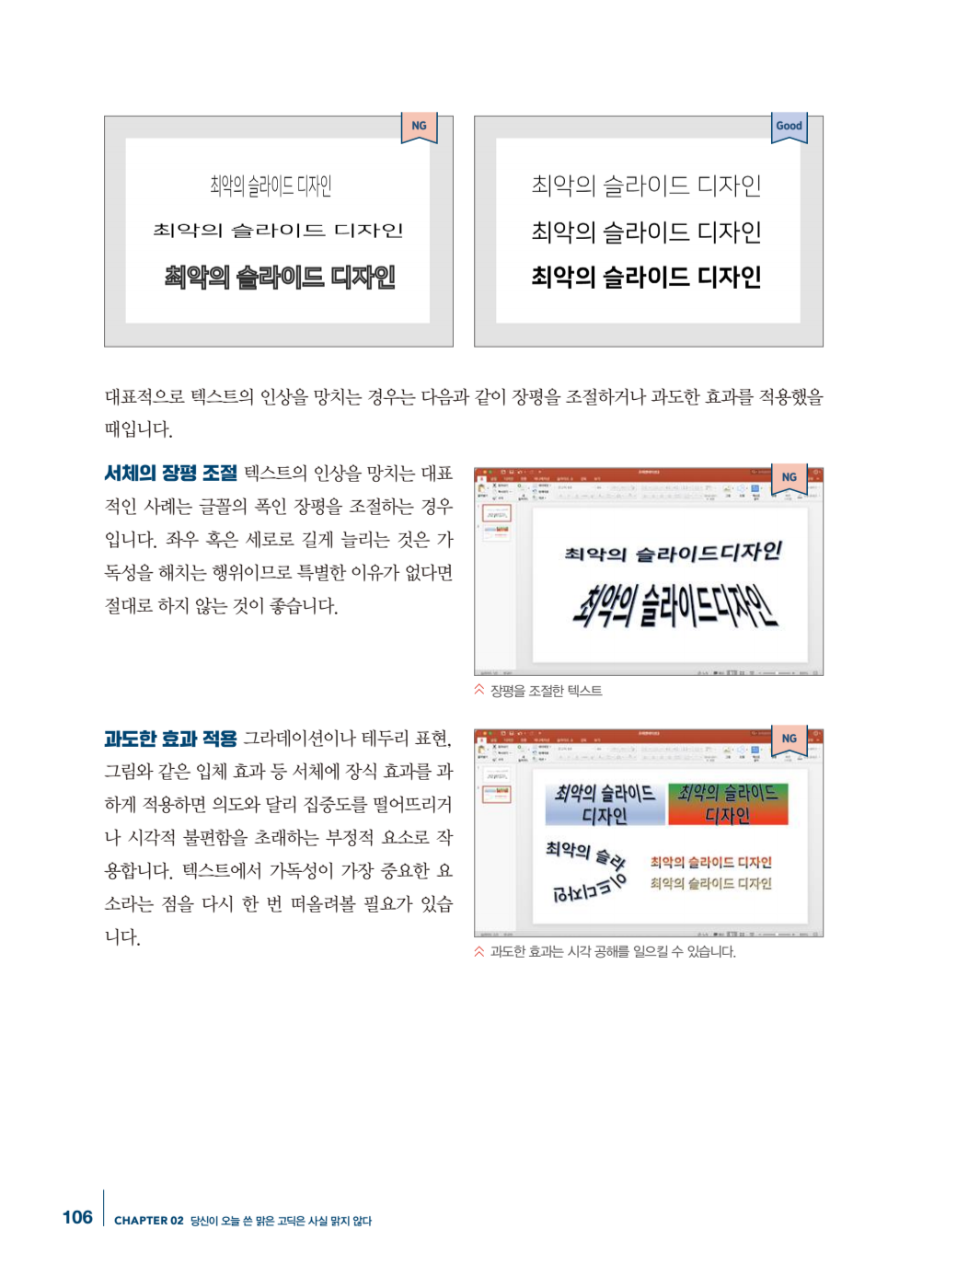 NG
최악의 슬라이드 디자인
최악의 슬라이드 디자인
최악의 슬라이드 디자인
Good
최악의 슬라이드 디자인
최악의 슬라이드 디자인
최악의 슬라이드 디자인
대표적으로 텍스트의 인상을 망치는 경우는 다음과 같이 장평을 조절하거나 과도한 효과를 적용했을
때입니다.
서체의 장평 조절 텍스트의 인상을 망치는 대표
적인 사례는 글꼴의 폭인 장평을 조절하는 경우
입니다. 좌우 혹은 세로로 길게 늘리는 것은 가
독성을 해치는 행위이므로 특별한 이유가 없다면
절대로 하지 않는 것이 좋습니다.
NG
최악의 슬라이드디자인
최악의 슬라이드디자인
장평을 조절한 텍스트
과도한 효과 적용 그라데이션이나 테두리 표현,
그림와 같은 입체 효과 등 서체에 장식 효과를 과
하게 적용하면 의도와 달리 집중도를 떨어뜨리거
나 시각적 불편함을 초래하는 부정적 요소로 작
용합니다. 텍스트에서 가독성이 가장 중요한 요
소라는 점을 다시 한 번 떠올려볼 필요가 있습
니다.
NG
최악의 슬라이드
디자인
최악의 슬라이드
디자인
최악의 슬라이드디자인
최악의 슬라이드 디자인
최악의 슬라이드 디자인
과도한 효과는 시각 공해를 일으킬 수 있습니다.
106
CHAPTER 02 당신이 오늘 쓴 맑은 고딕은 사실 맑지 않다